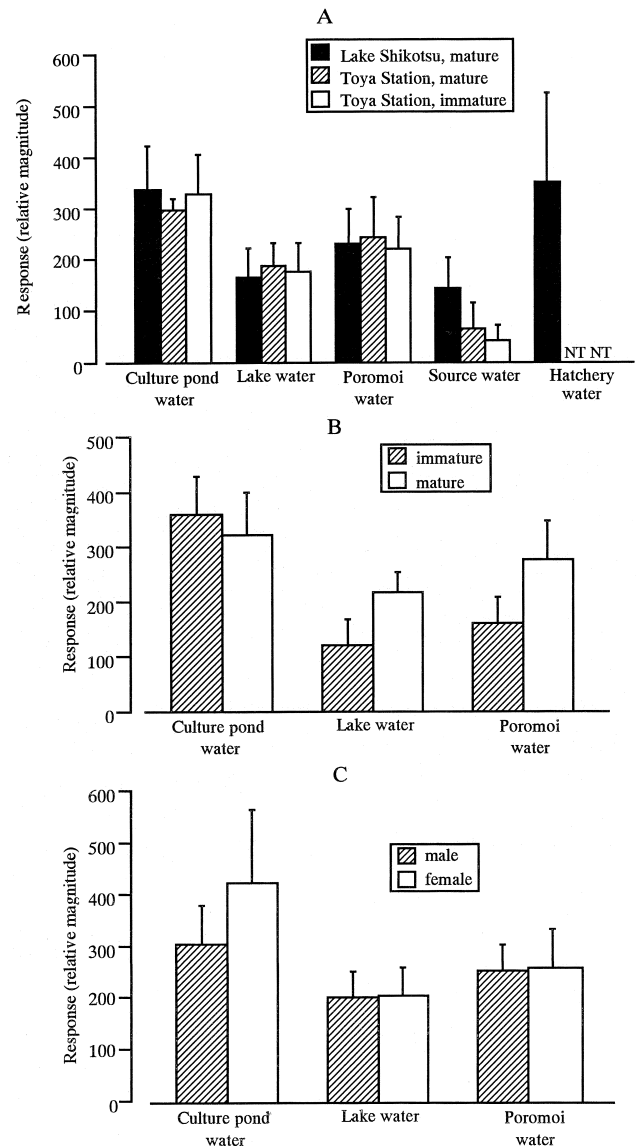 A
Lake Shikotsu, mature
Toya Station, mature
Toya Station, immature
Response (relative magnitude)
600
500
400
300
200
100
0
NT NT
Culture pond water
Lake water
Poromoi water
Source water
Hatchery water
B
immature
mature
Response (relative magnitude)
500
400
300
200
100
0
Culture pond water
Lake water
Poromoi water
C
male
female
Response (relative magnitude)
600
500
400
300
200
100
0
Culture pond water
Lake water
Poromoi water